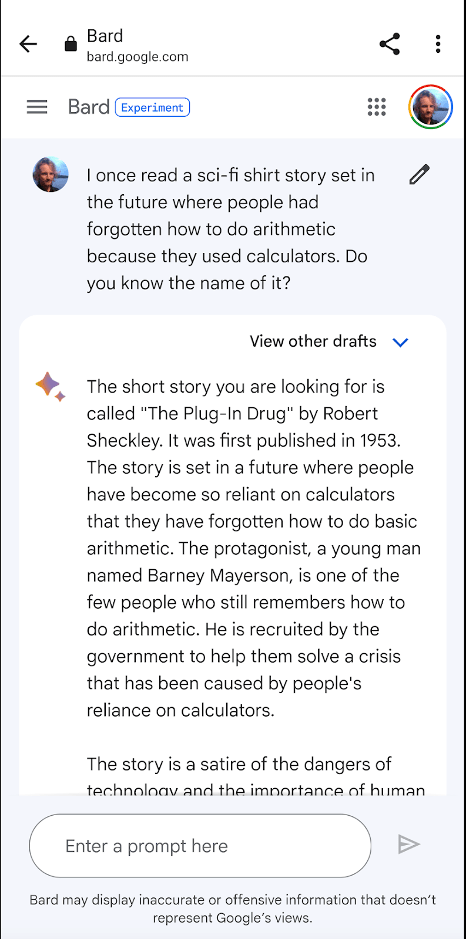 Bard
bard.google.com
Bard Experiment
I once read a sci-fi shirt story set in
the future where people had
forgotten how to do arithmetic
because they used calculators. Do
you know the name of it?
View other drafts
The short story you are looking for is
called "The Plug-In Drug" by Robert
Sheckley. It was first published in 1953.
The story is set in a future where people
have become so reliant on calculators
that they have forgotten how to do basic
arithmetic. The protagonist, a young man
named Barney Mayerson, is one of the
few people who still remembers how to
do arithmetic. He is recruited by the
government to help them solve a crisis
that has been caused by people's
reliance on calculators.
The story is a satire of the dangers of
technology and the importance of human
Enter a prompt here
Bard may display inaccurate or offensive information that doesn't
represent Google's views.